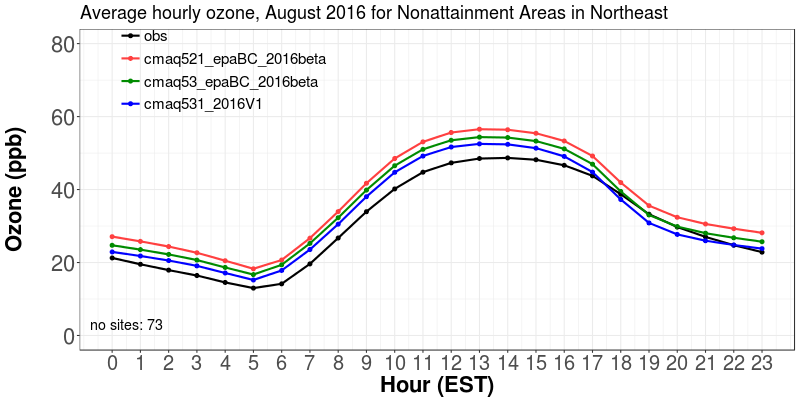 Average hourly ozone, August 2016 for Nonattainment Areas in Northeast
obs
cmaq521_epaBC_2016beta
cmaq53_epaBC_2016beta
cmaq531_2016V1
Ozone (ppb)
80
60
40
20
0
no sites: 73
0 1 2 3 4 5 6 7 8 9 10 11 12 13 14 15 16 17 18 19 20 21 22 23
Hour (EST)